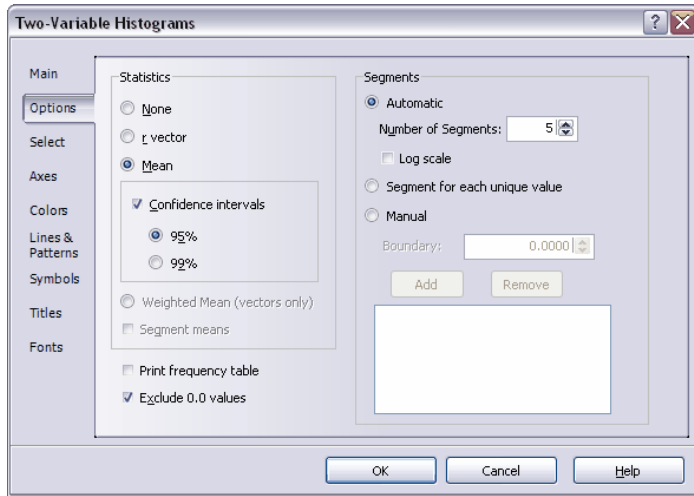 Two-Variable Histograms
?
X
Main
Options
Select
Axes
Colors
Lines &
Patterns
Symbols
Titles
Fonts
Statistics
None
r vector
Mean
Confidence intervals
95%
99%
Weighted Mean (vectors only)
Segment means
Print frequency table
Exclude 0.0 values
Segments
Automatic
Number of Segments: 5
Log scale
Segment for each unique value
Manual
Boundary: 0.0000
Add Remove
OK Cancel Help